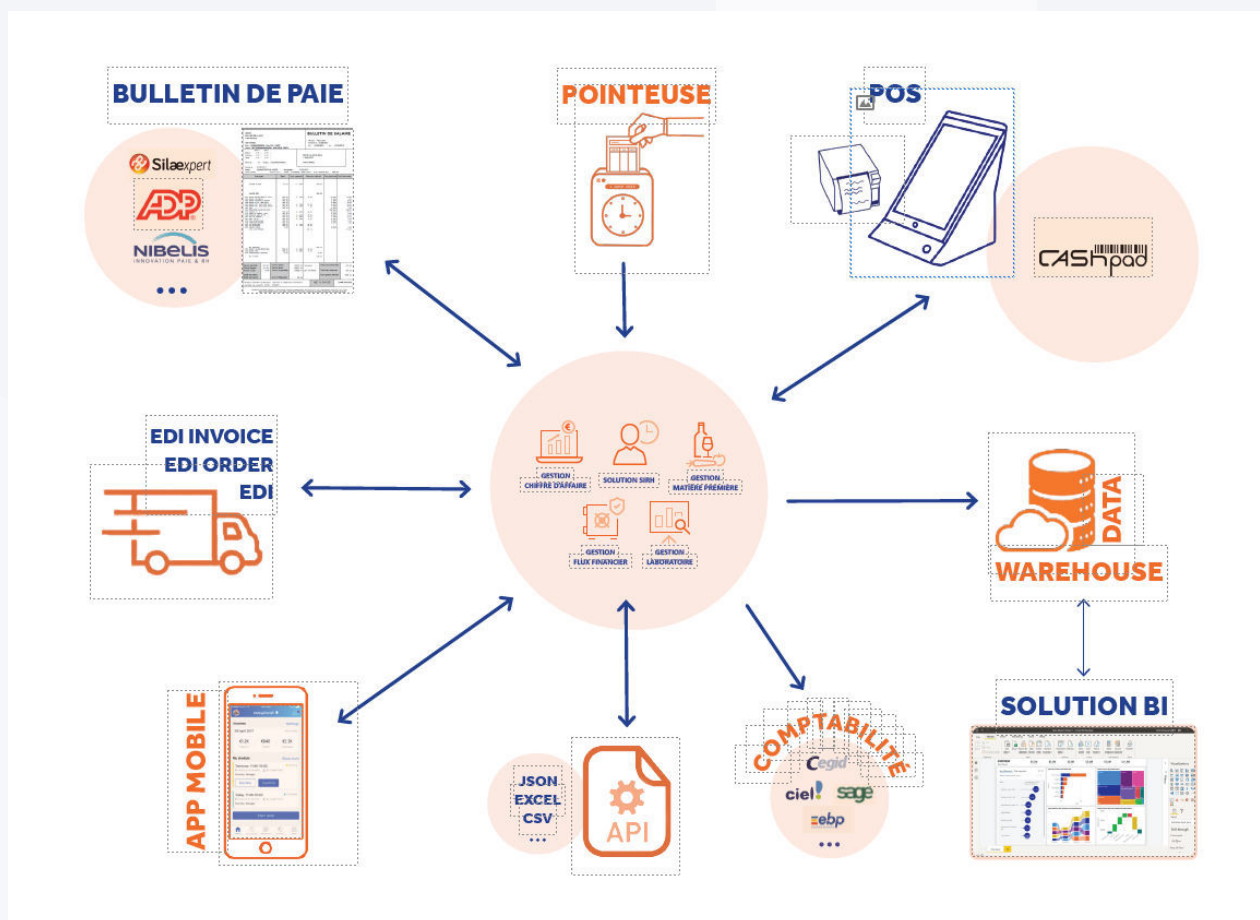 BULLETIN DE PAIE
Silaexpert
ADP
NIBELIS
INNOVATION PAIE & RH
BULLETIN DE SALAIRE
POINTEUSE
POS
CASHpad
EDI INVOICE
EDI ORDER
EDI
GESTION
CHIFFRE D'AFFAIRE
SOLUTION SIRH
GESTION
MATIÈRE PREMIÈRE
GESTION
FLUX FINANCIER
GESTION
LABORATOIRE
DATA
WAREHOUSE
APP MOBILE
JSON
EXCEL
CSV
API
COMPTABILITÉ
Cegid
ciel!
sage
ebp
SOLUTION BI